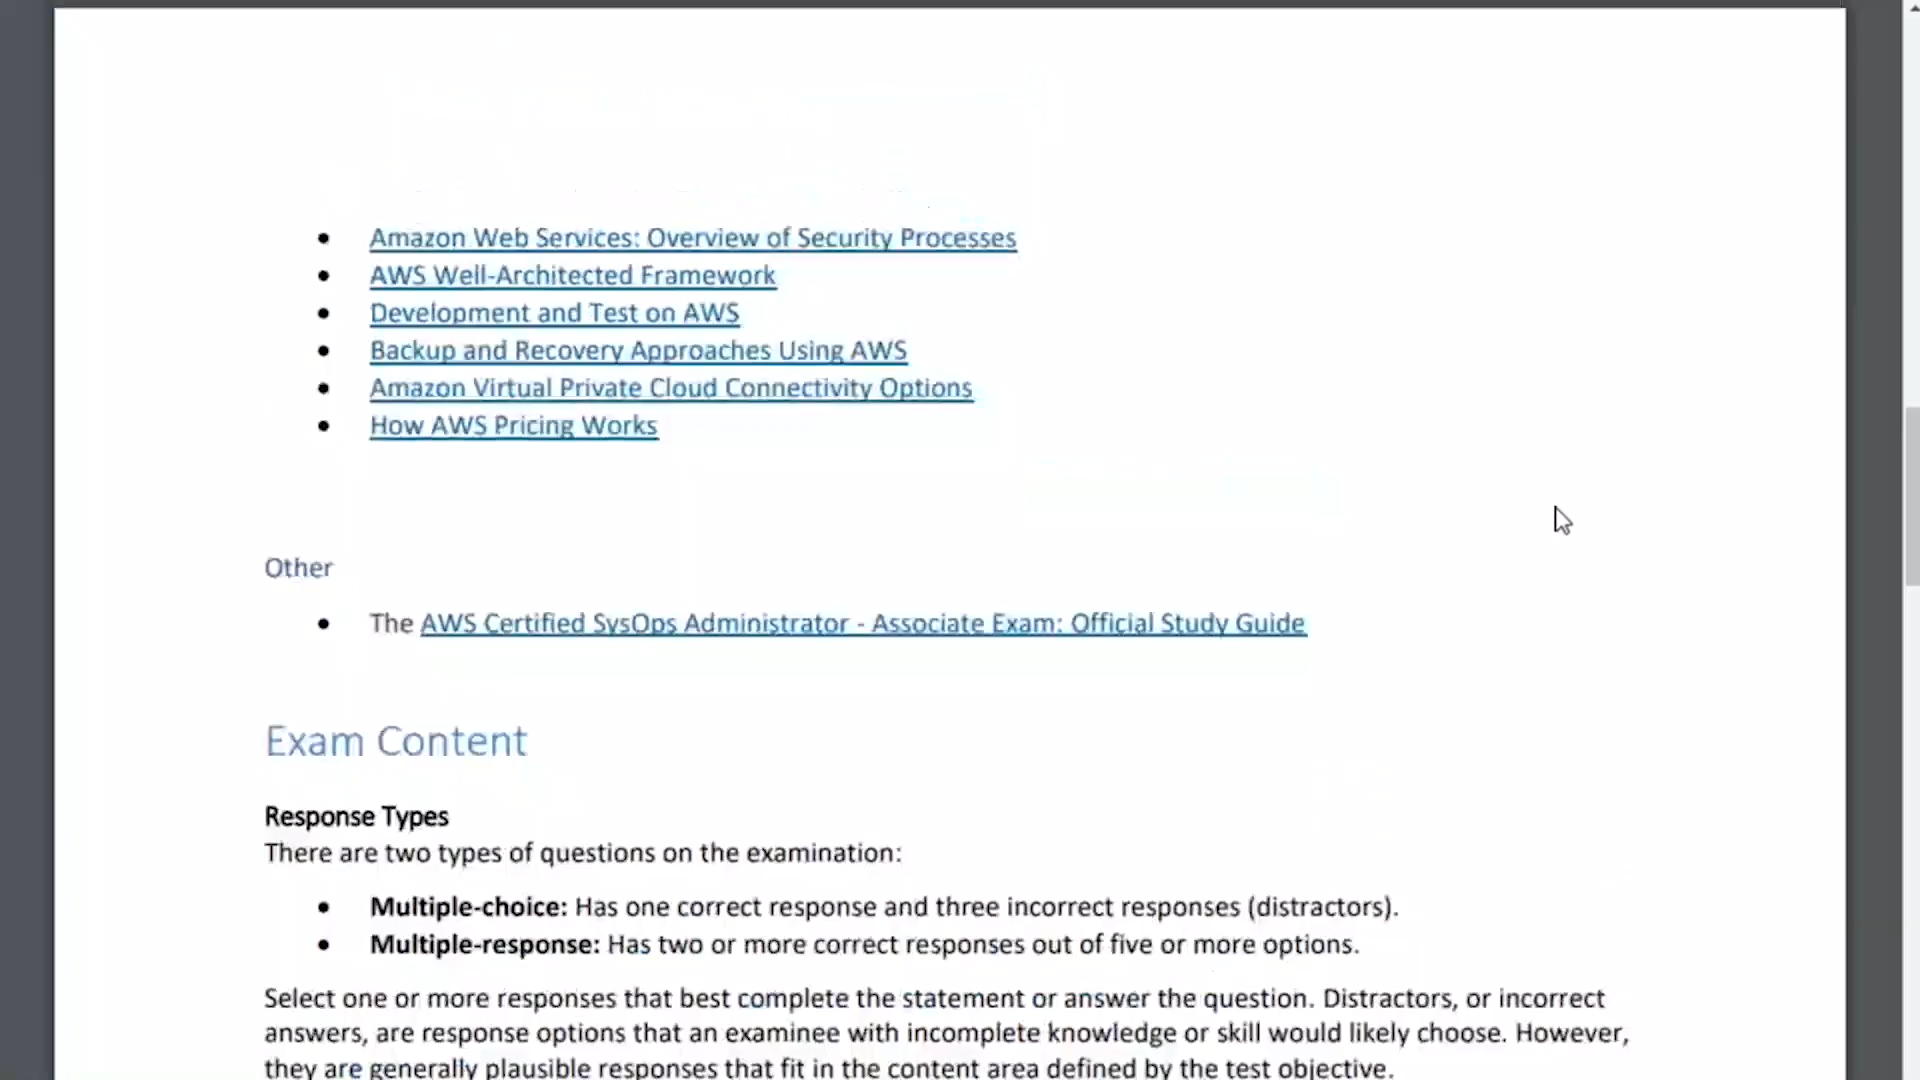 • Amazon Web Services: Overview of Security Processes
• AWS Well-Architected Framework
• Development and Test on AWS
• Backup and Recovery Approaches Using AWS
• Amazon Virtual Private Cloud Connectivity Options
• How AWS Pricing Works
Other
• The AWS Certified SysOps Administrator - Associate Exam: Official Study Guide
Exam Content
Response Types
There are two types of questions on the examination:
• Multiple-choice: Has one correct response and three incorrect responses (distractors).
• Multiple-response: Has two or more correct responses out of five or more options.
Select one or more responses that best complete the statement or answer the question. Distractors, or incorrect
answers, are response options that an examinee with incomplete knowledge or skill would likely choose. However,
they are generally plausible responses that fit in the content area defined by the test objective.